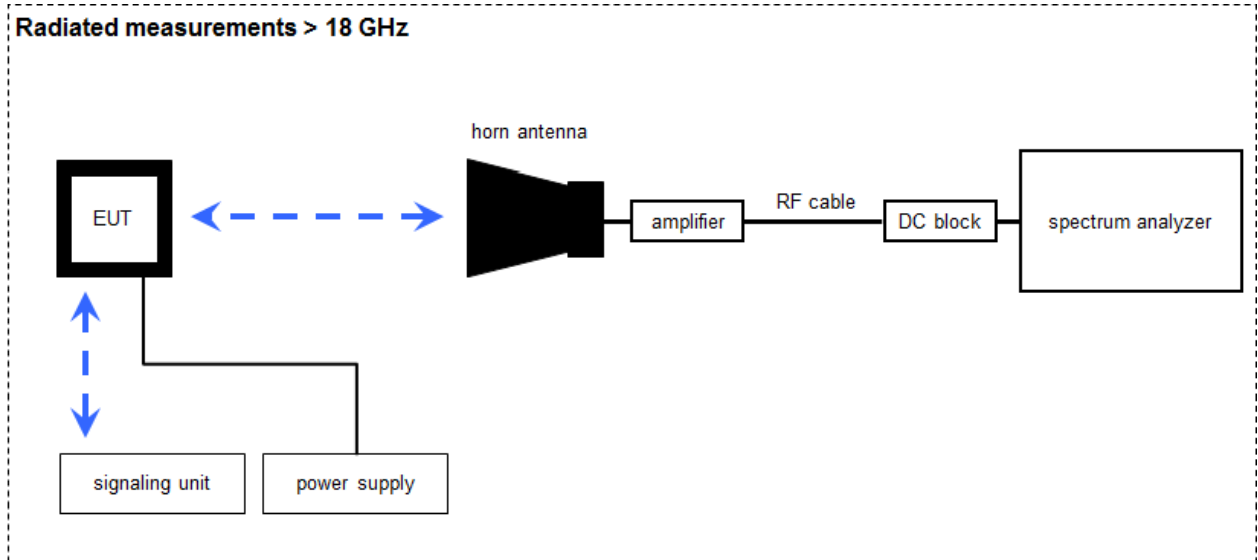 Radiated measurements > 18 GHz
horn antenna
EUT
amplifier
RF cable
DC block
spectrum analyzer
signaling unit
power supply